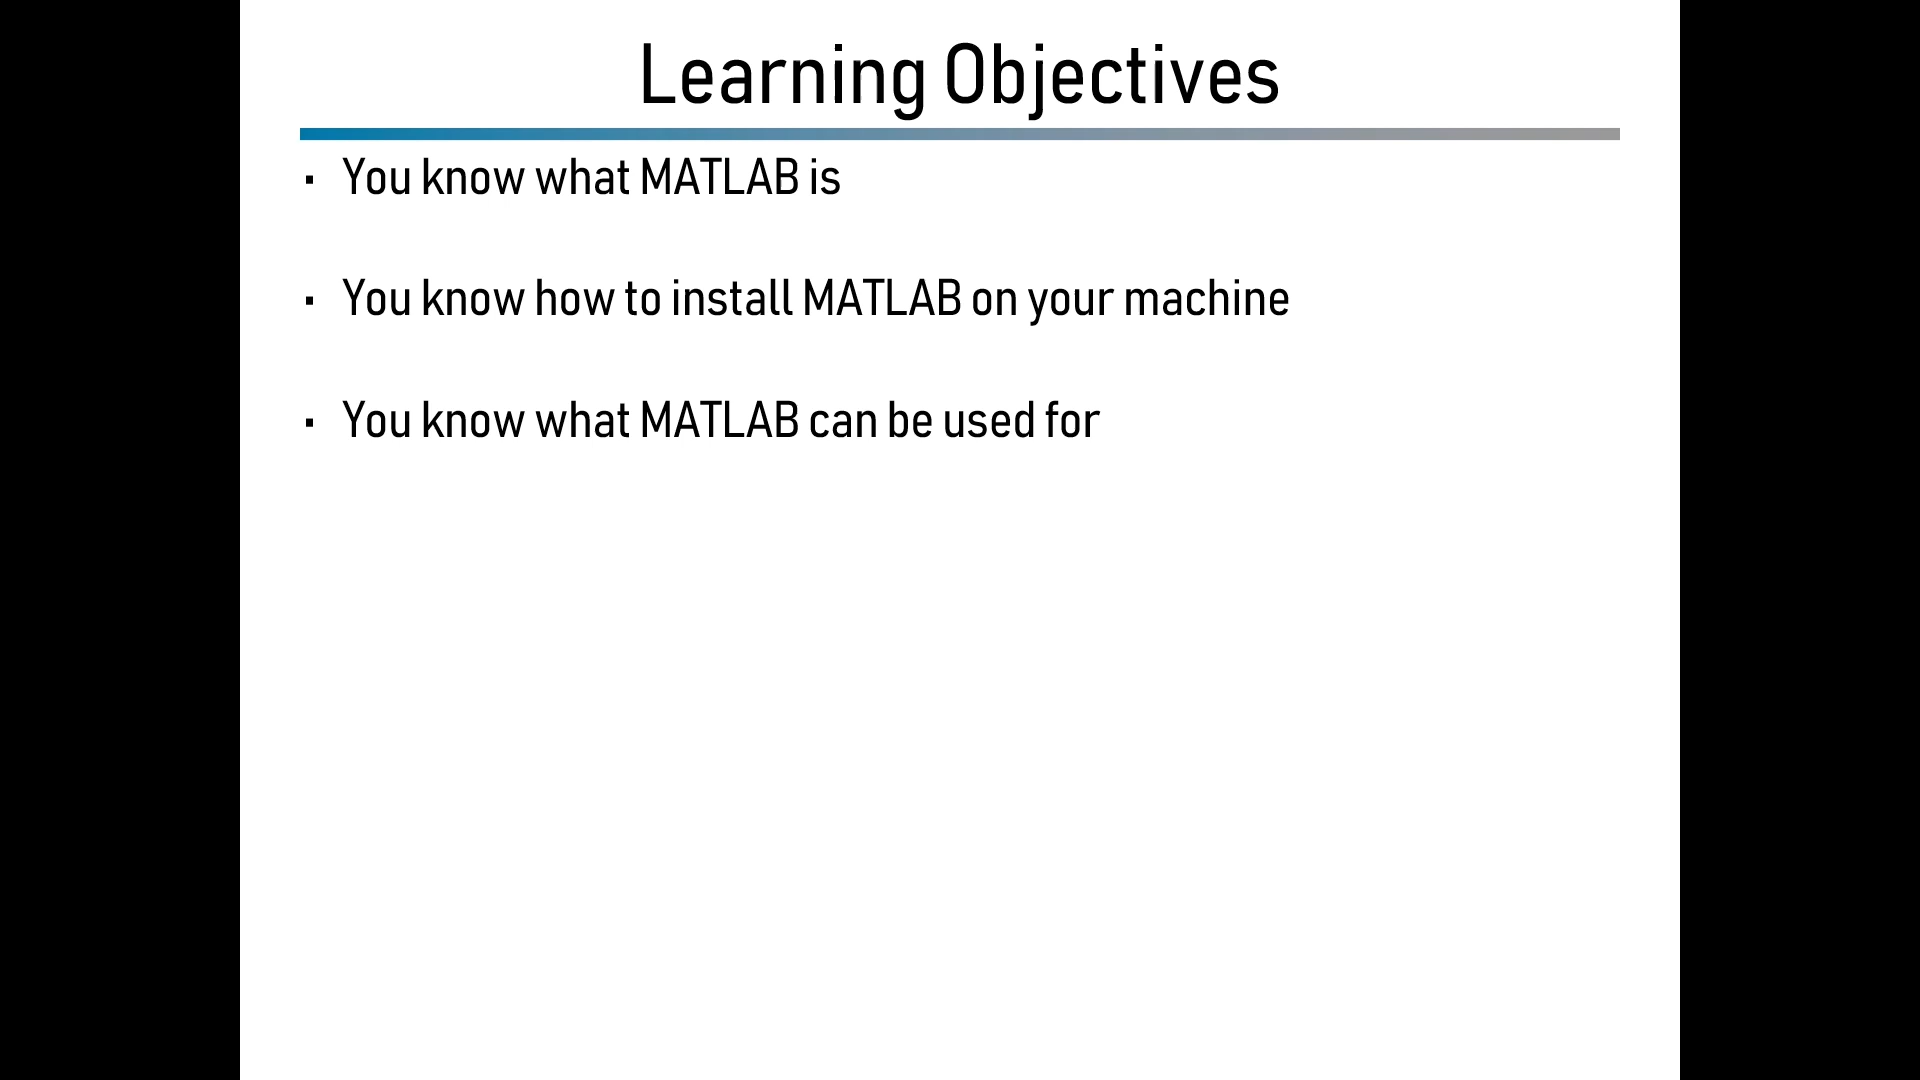 Learning Objectives
▪ You know what MATLAB is
▪ You know how to install MATLAB on your machine
▪ You know what MATLAB can be used for